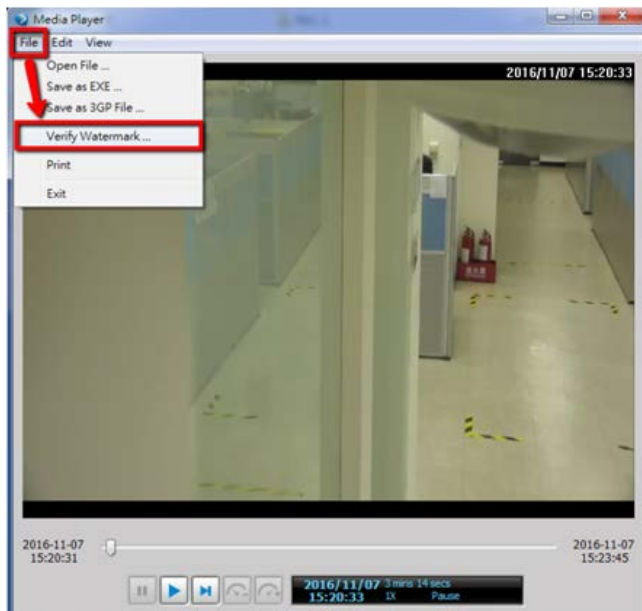 Media Player
File Edit View
Open File ...
Save as EXE ...
Save as 3GP File ...
Verify Watermark ...
Print
Exit
2016/11/07 15:20:33
2016-11-07
15:20:31
2016-11-07
15:23:45
2016/11/07 3 mins 14 secs
15:20:33 1X Pause